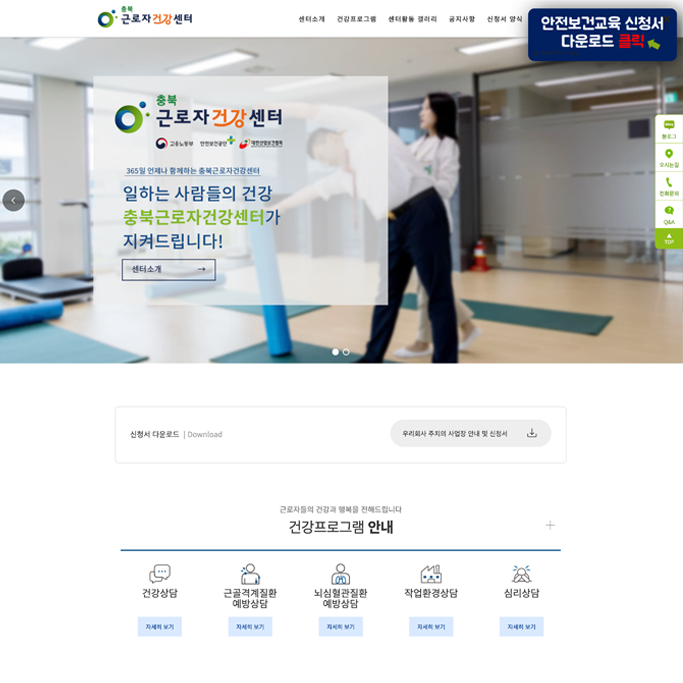 충북
근로자건강센터
센터소개
건강프로그램
센터활동 갤러리
공지사항
신청서 양식
안전보건교육 신청서
다운로드 클릭
충북
근로자건강센터
고용노동부
안전보건공단
대한산업보건협회
365일 언제나 함께하는 충북근로자건강센터
일하는 사람들의 건강
충북근로자건강센터가
지켜드립니다!
센터소개 →
블로그
오시는길
전화문의
Q&A
TOP
신청서 다운로드 | Download
우리회사 주치의 사업장 안내 및 신청서
근로자들의 건강과 행복을 전해드립니다
건강프로그램 안내
건강상담
근골격계질환
예방상담
뇌심혈관질환
예방상담
작업환경상담
심리상담
자세히 보기
자세히 보기
자세히 보기
자세히 보기
자세히 보기